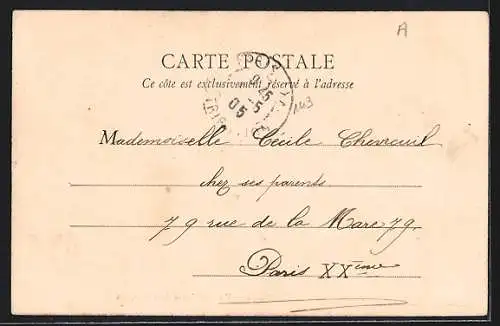 A
CARTE POSTALE
Ce côté est exclusivement réservé à l'adresse
143
Mademoiselle Cécile Chevreuil
chez ses parents
79 rue de la Mare 79.
Paris XXème